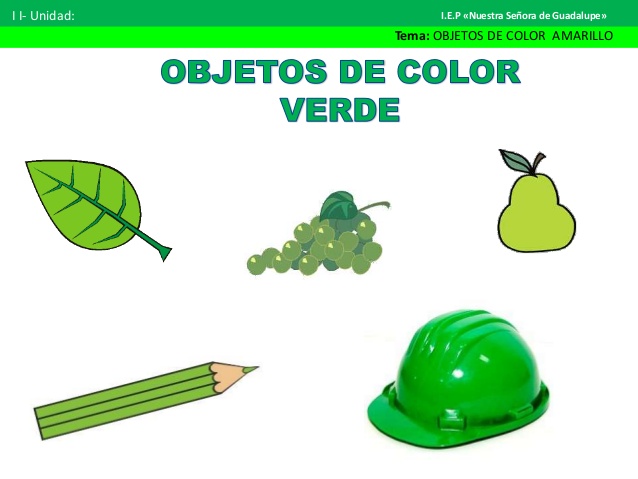 I I- Unidad:
I.E.P «Nuestra Señora de Guadalupe»
Tema: OBJETOS DE COLOR AMARILLO
OBJETOS DE COLOR
VERDE